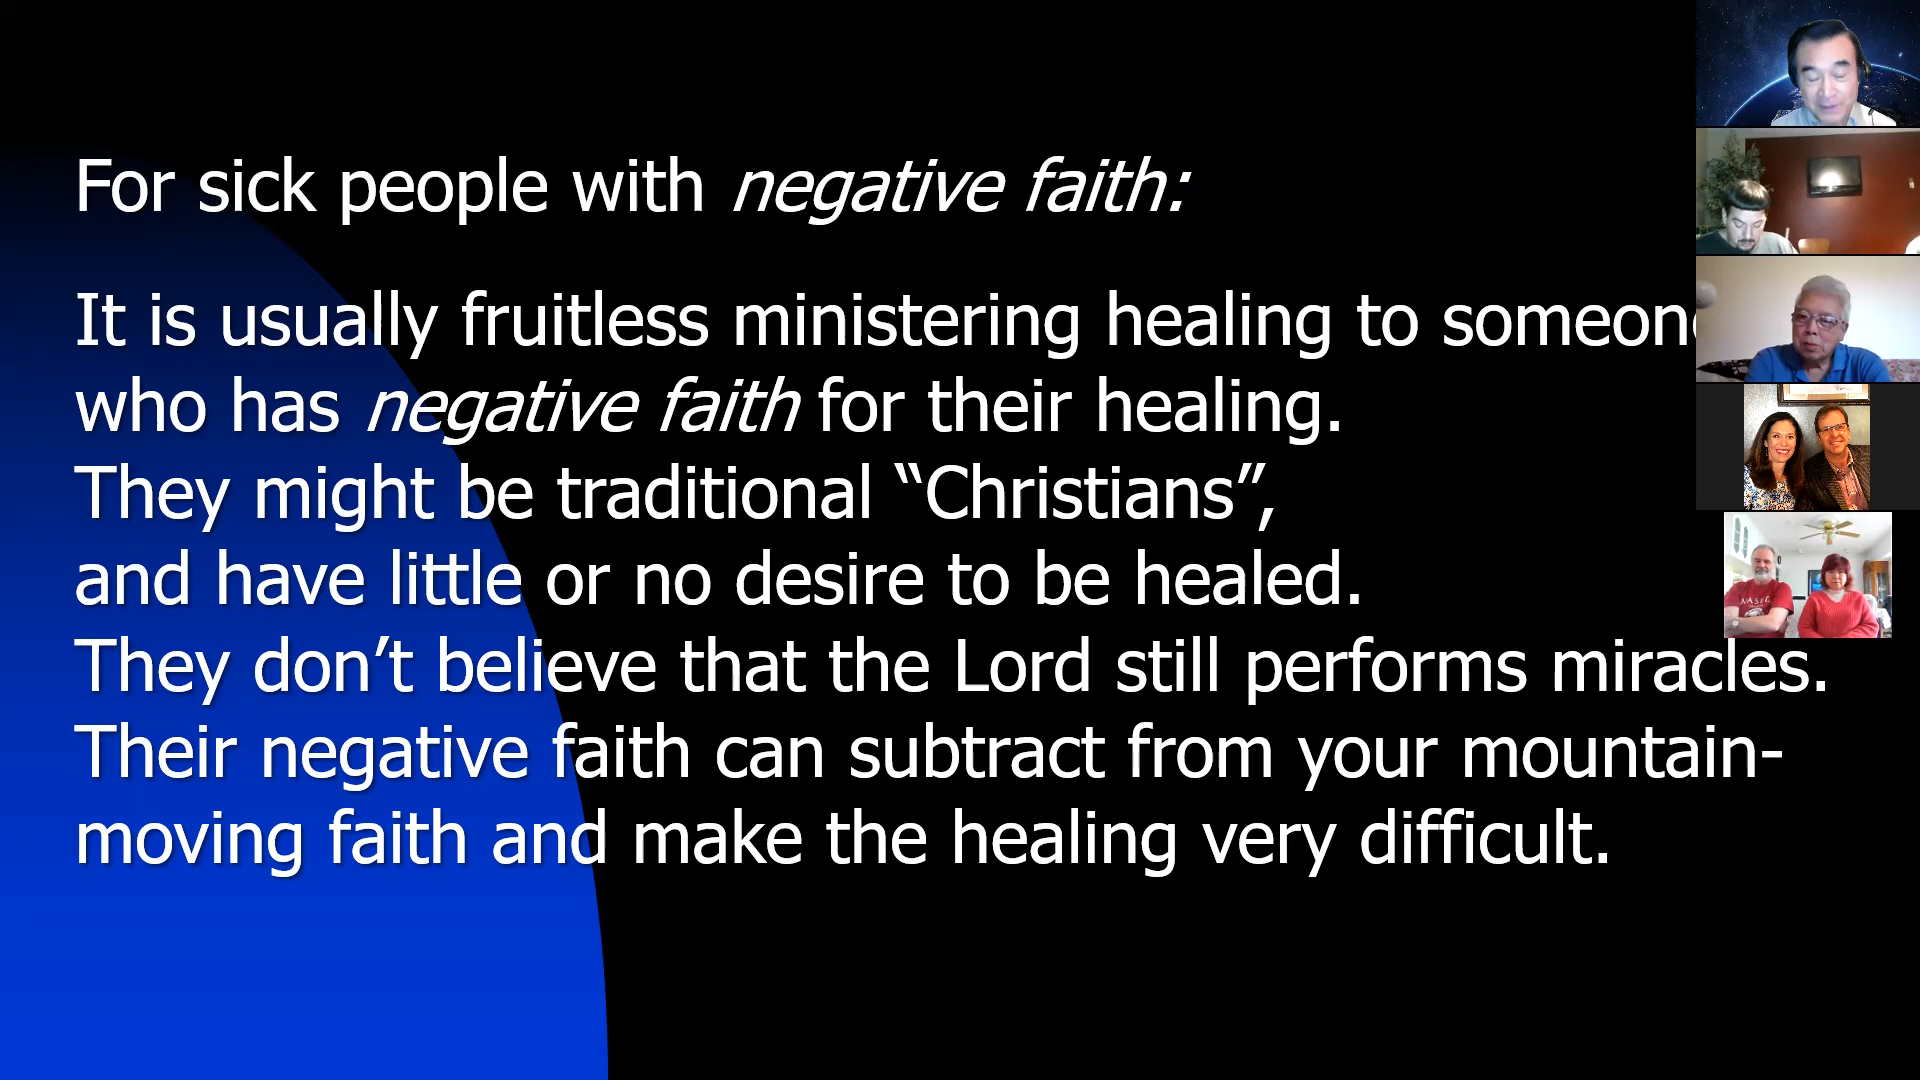 For sick people with negative faith:
It is usually fruitless ministering healing to
who has negative faith for their healing.
They might be traditional “Christians”,
and have little or no desire to be healed.
They don’t believe that the Lord still performs miracles.
Their negative faith can subtract from your mountain-
moving faith and make the healing very difficult.